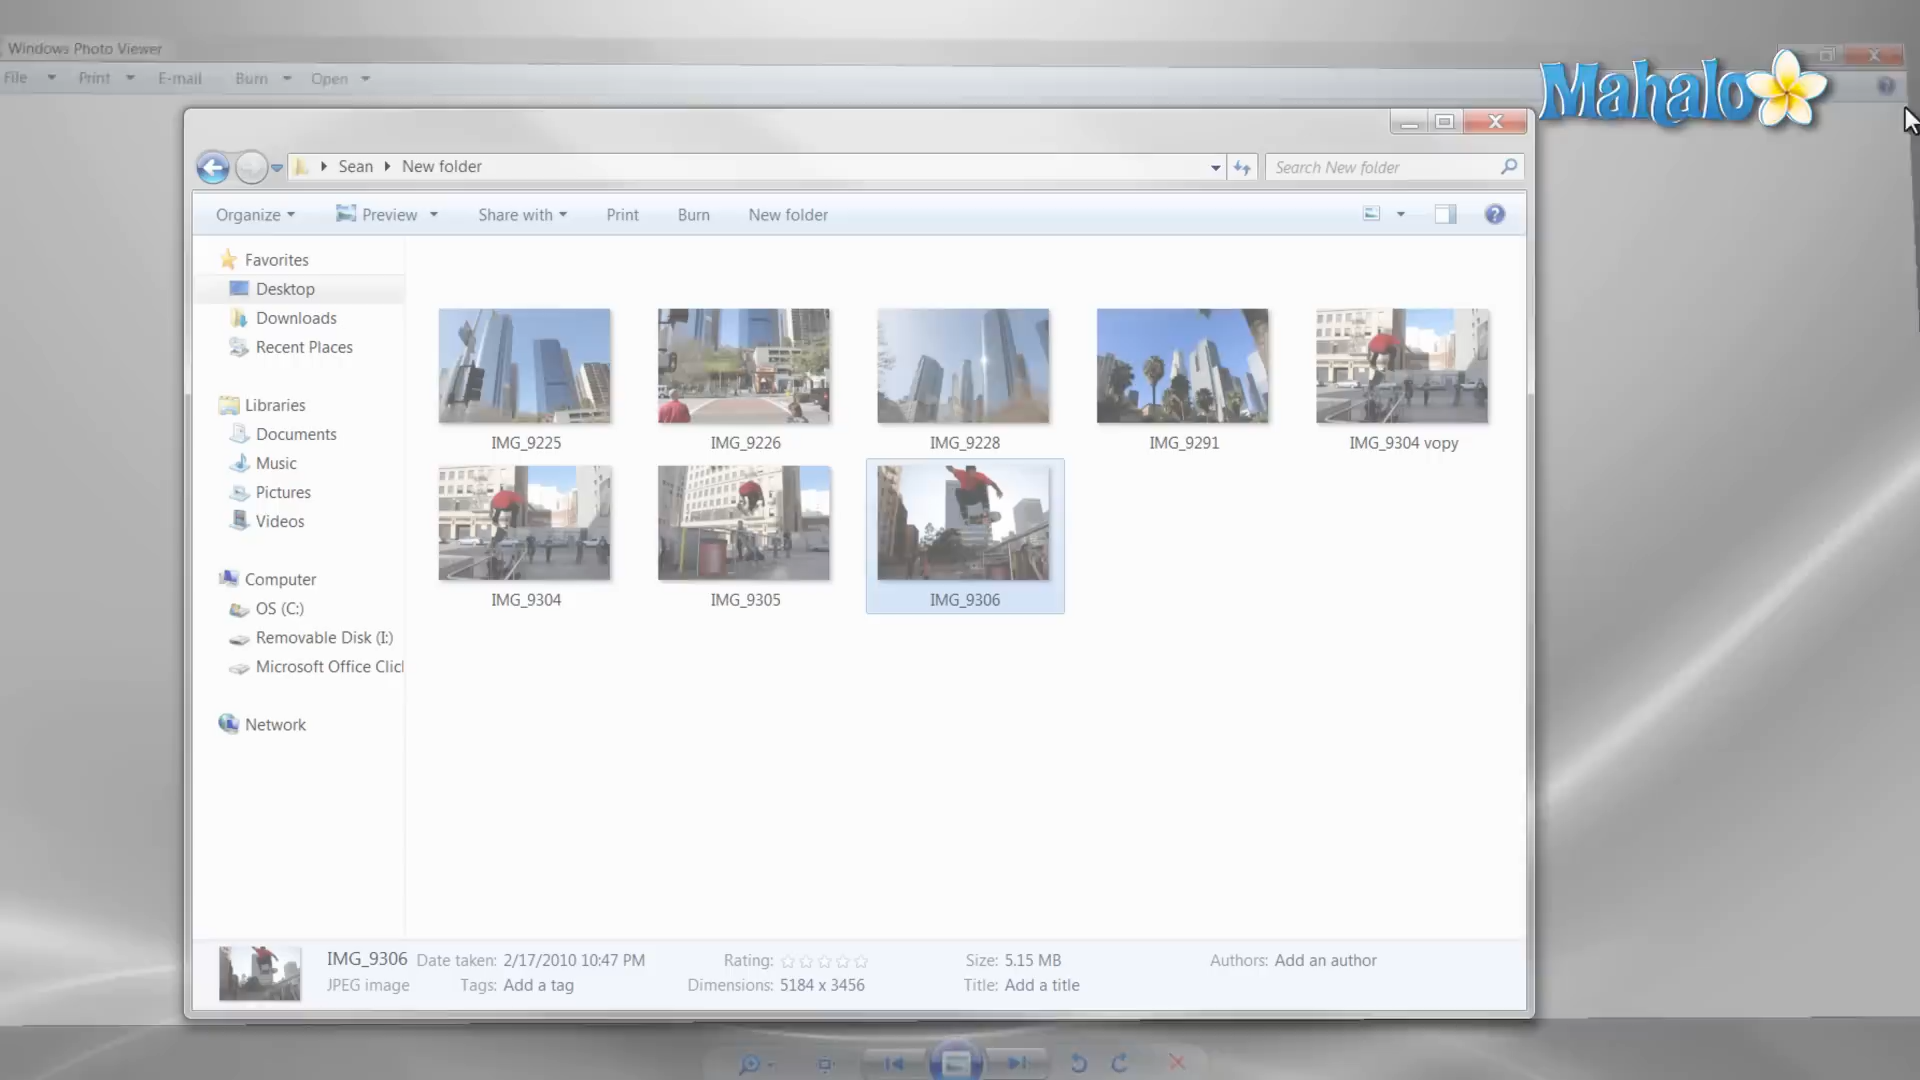 Windows Photo Viewer
File Print E-mail Burn Open
Mahalo
Sean New folder
Search New folder
Organize Preview Share with Print Burn New folder
Favorites
Desktop
Downloads
Recent Places
Libraries
Documents
Music
Pictures
Videos
Computer
OS (C:)
Removable Disk (I:)
Microsoft Office Clic
Network
IMG_9225 IMG_9226 IMG_9228 IMG_9291 IMG_9304 vopy
IMG_9304 IMG_9305 IMG_9306
IMG_9306 Date taken: 2/17/2010 10:47 PM Rating: Size: 5.15 MB Authors: Add an author
JPEG image Tags: Add a tag Dimensions: 5184 x 3456 Title: Add a title